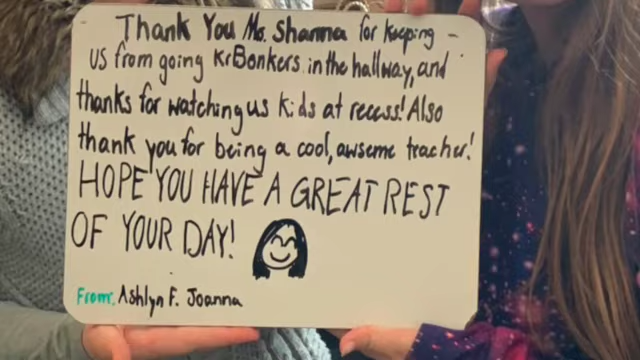 Thank You Ms. Shanna for keeping -
us from going KrBonkers in the hallway, and
thanks for watching us kids at recess! Also
thank you for being a cool, awseme teacher!
HOPE YOU HAVE A GREAT REST
OF YOUR DAY!
From: Ashlyn F. Joanna